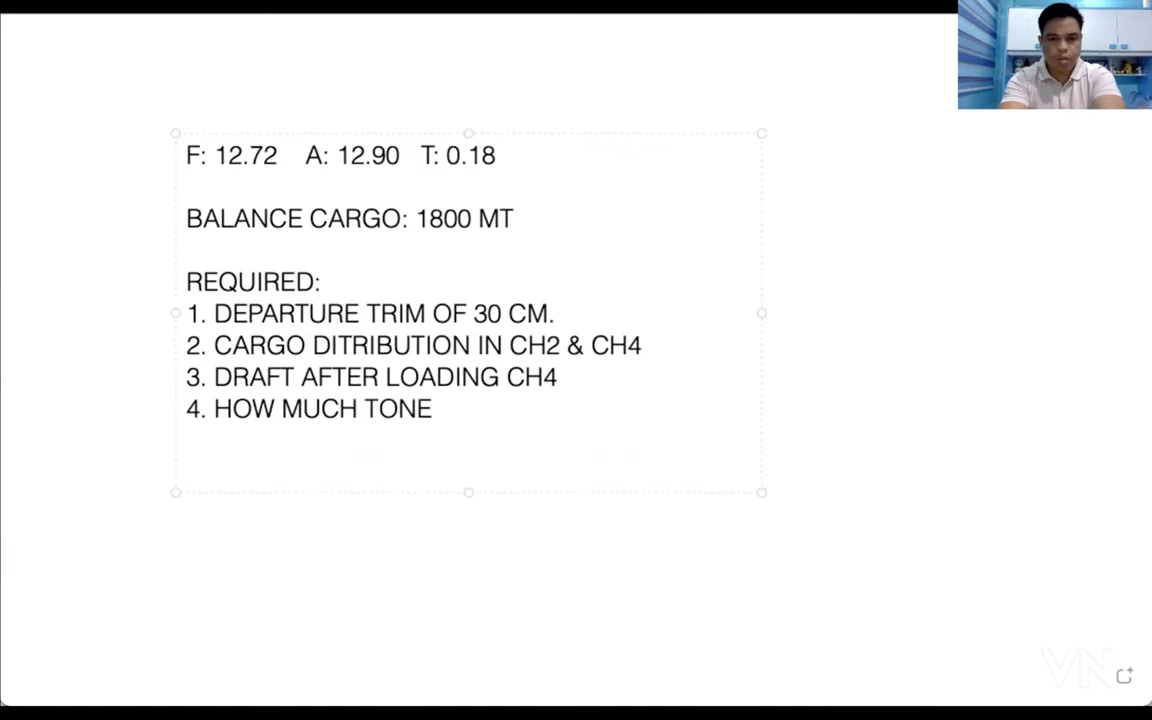 F: 12.72 A: 12.90 T: 0.18
BALANCE CARGO: 1800 MT
REQUIRED:
1. DEPARTURE TRIM OF 30 CM.
2. CARGO DITRIBUTION IN CH2 & CH4
3. DRAFT AFTER LOADING CH4
4. HOW MUCH TONE
VN